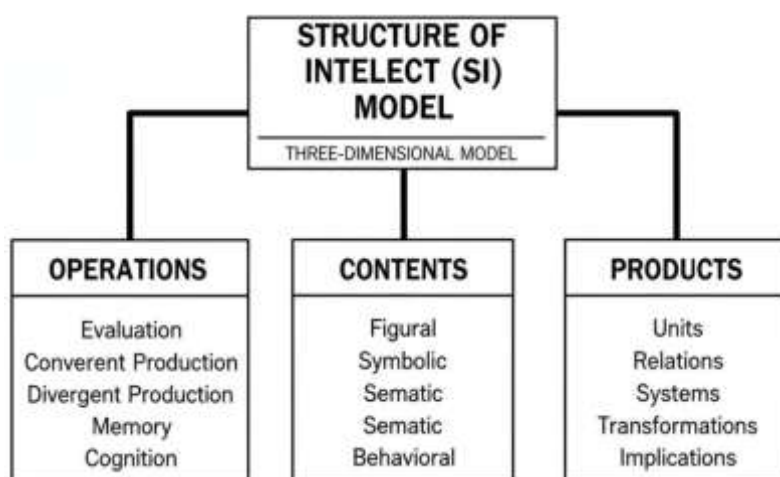 STRUCTURE OF
INTELECT (SI)
MODEL
THREE-DIMENSIONAL MODEL
OPERATIONS
Evaluation
Converent Production
Divergent Production
Memory
Cognition
CONTENTS
Figural
Symbolic
Sematic
Sematic
Behavioral
PRODUCTS
Units
Relations
Systems
Transformations
Implications